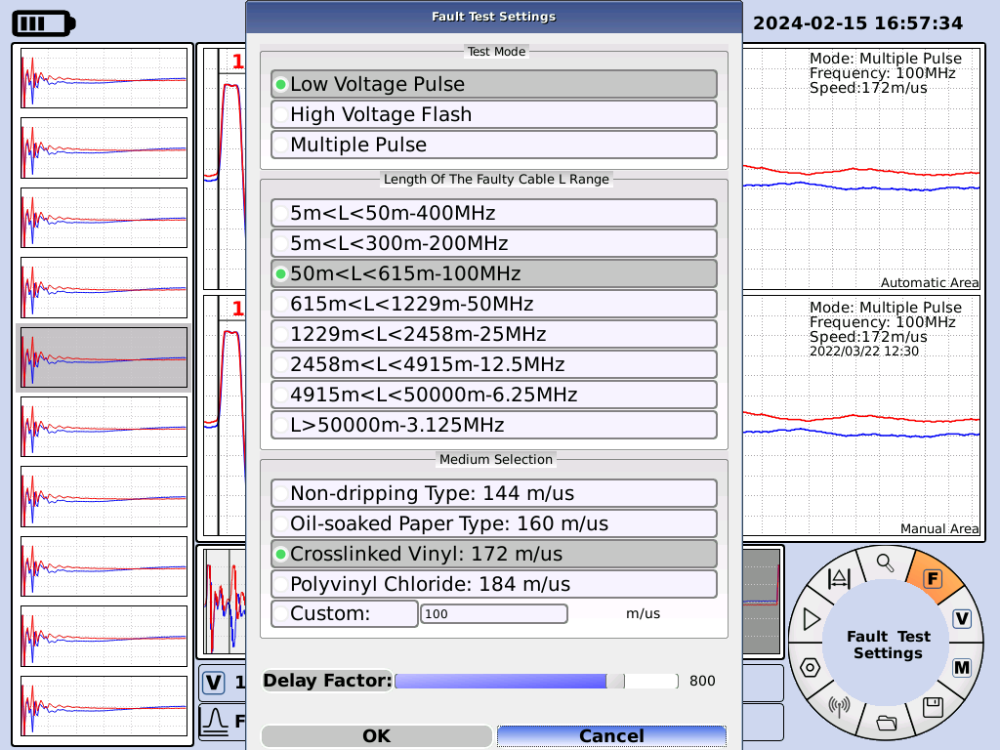 Fault Test Settings
2024-02-15 16:57:34
Test Mode
Low Voltage Pulse
High Voltage Flash
Multiple Pulse
Length Of The Faulty Cable L Range
5m<L<50m-400MHz
5m<L<300m-200MHz
50m<L<615m-100MHz
615m<L<1229m-50MHz
1229m<L<2458m-25MHz
2458m<L<4915m-12.5MHz
4915m<L<50000m-6.25MHz
L>50000m-3.125MHz
Medium Selection
Non-dripping Type: 144 m/us
Oil-soaked Paper Type: 160 m/us
Crosslinked Vinyl: 172 m/us
Polyvinyl Chloride: 184 m/us
Custom: 100 m/us
Delay Factor: 800
OK Cancel
1
Mode: Multiple Pulse
Frequency: 100MHz
Speed:172m/us
Automatic Area
1
Mode: Multiple Pulse
Frequency: 100MHz
Speed:172m/us
2022/03/22 12:30
Manual Area
V 1
F
F
V
M
Fault Test
Settings